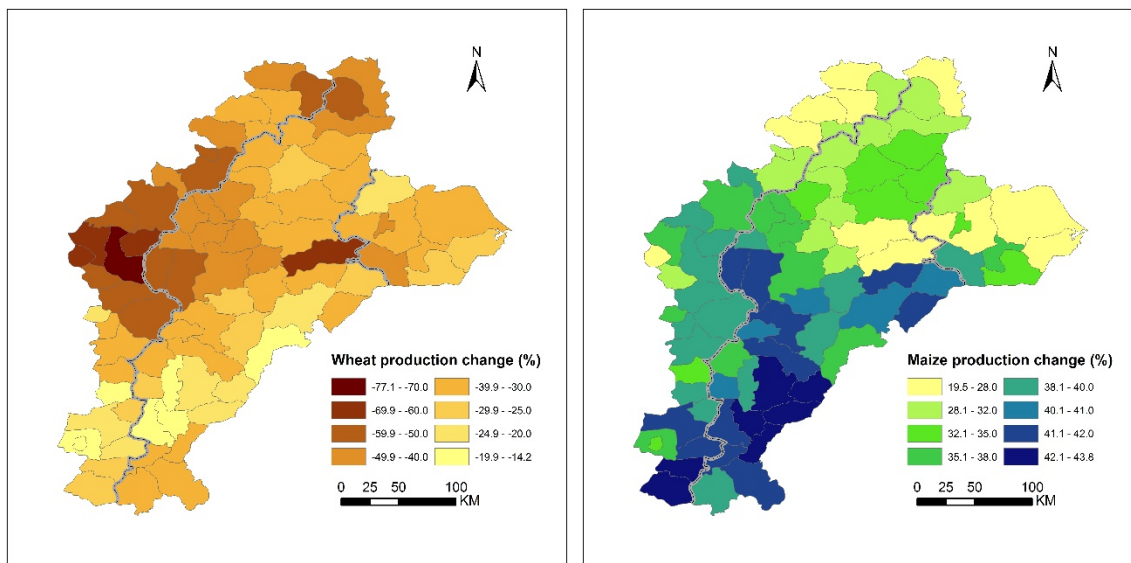 N
Wheat production change (%)
-77.1 - -70.0 -39.9 - -30.0
-69.9 - -60.0 -29.9 - -25.0
-59.9 - -50.0 -24.9 - -20.0
-49.9 - -40.0 -19.9 - -14.2
0 25 50 100
KM
N
Maize production change (%)
19.5 - 28.0 38.1 - 40.0
28.1 - 32.0 40.1 - 41.0
32.1 - 35.0 41.1 - 42.0
35.1 - 38.0 42.1 - 43.6
0 25 50 100
KM